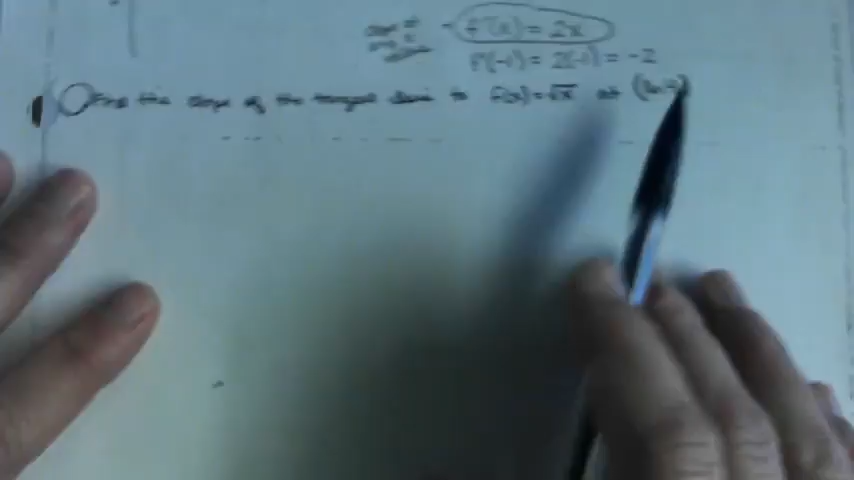 f'(x) = 2x
f'(-1) = 2(-1) = -2
Find the slope of the tangent line to f(x) = √x at